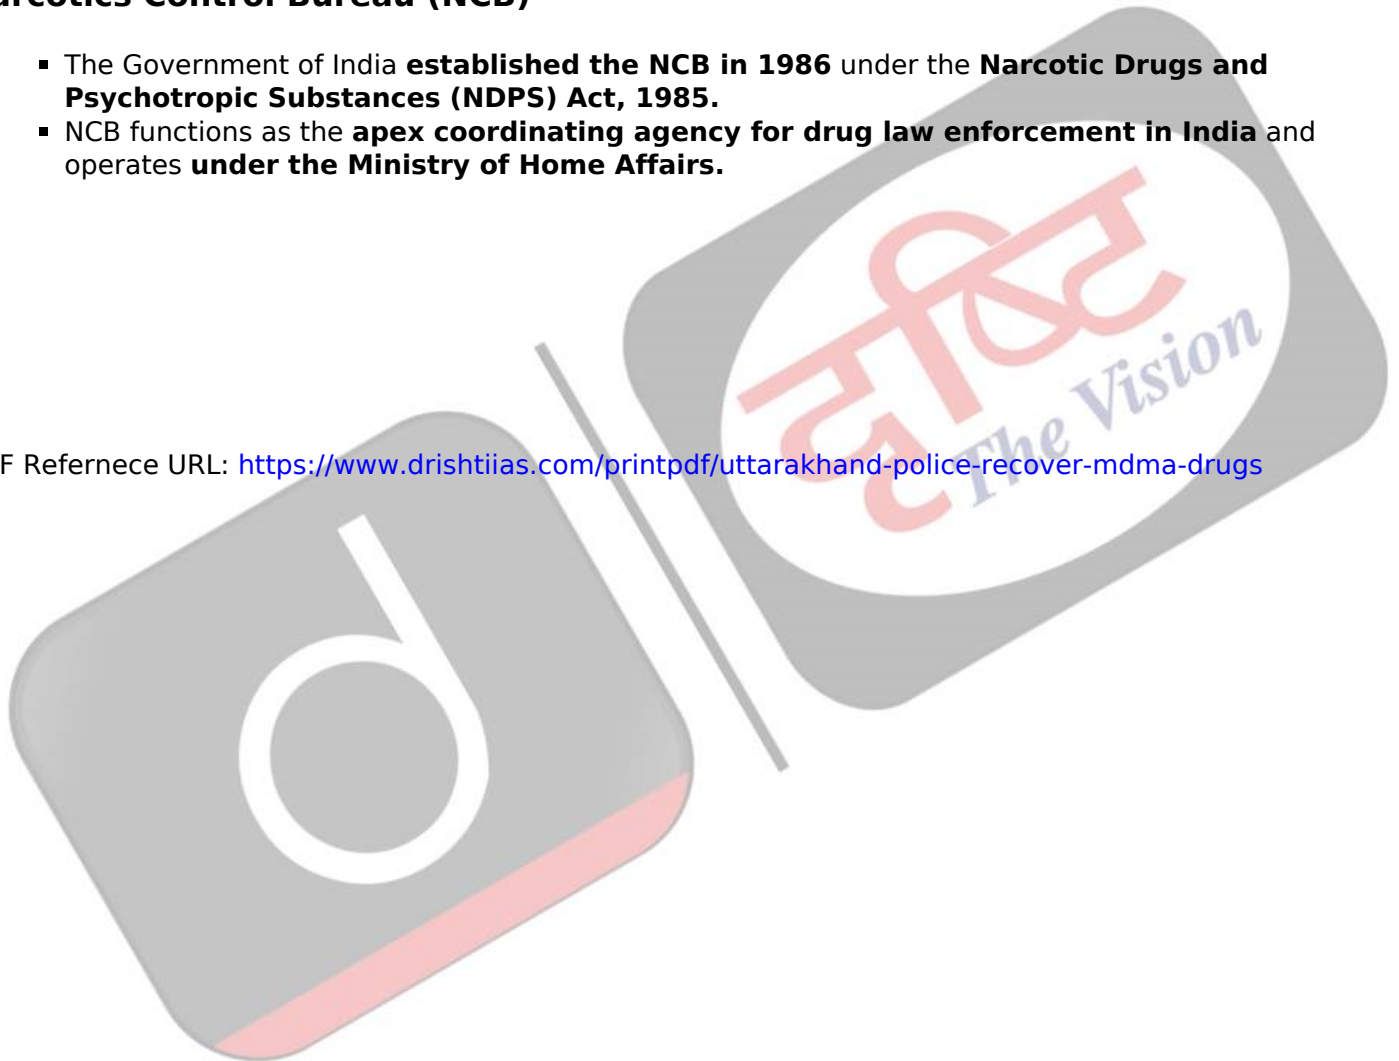 arcotics Control Bureau (NCB)
▪ The Government of India established the NCB in 1986 under the Narcotic Drugs and
Psychotropic Substances (NDPS) Act, 1985.
▪ NCB functions as the apex coordinating agency for drug law enforcement in India and
operates under the Ministry of Home Affairs.
दृष्टि
The Vision
F Refernece URL: https://www.drishtiias.com/printpdf/uttarakhand-police-recover-mdma-drugs
d